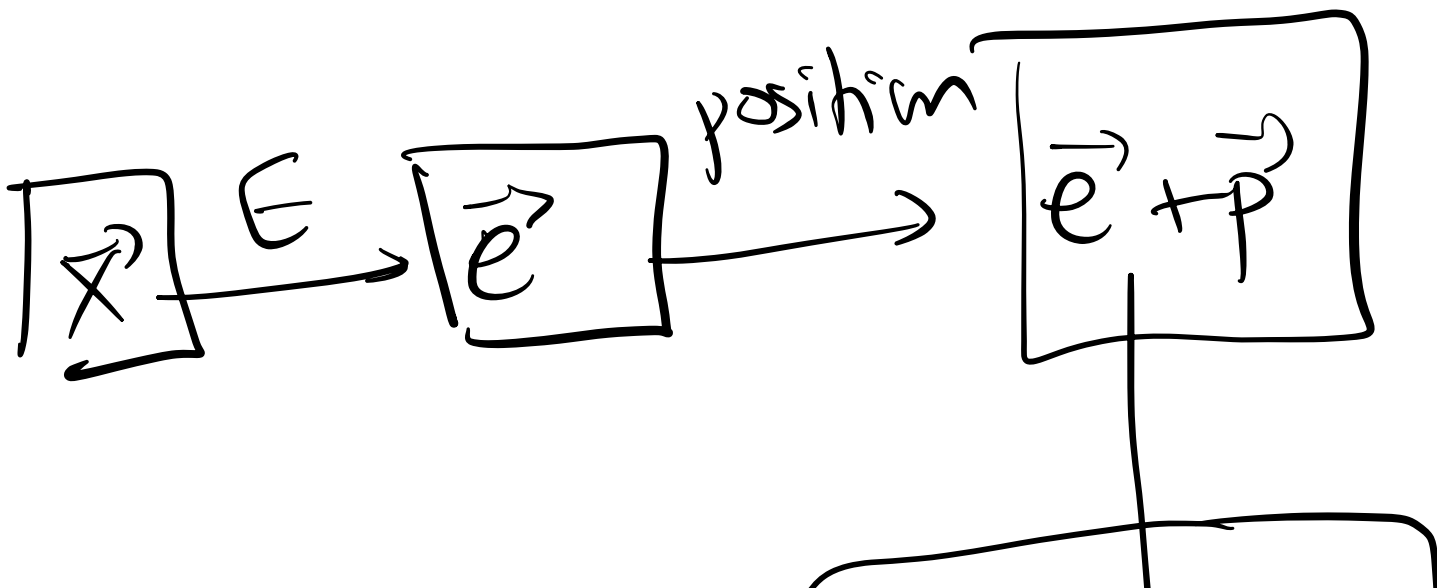 x⃗
E
e⃗
position
e⃗ + p⃗